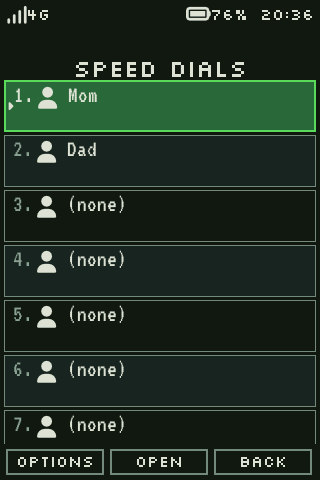 4G 76% 20:36
SPEED DIALS
1. Mom
2. Dad
3. (none)
4. (none)
5. (none)
6. (none)
7. (none)
OPTIONS OPEN BACK